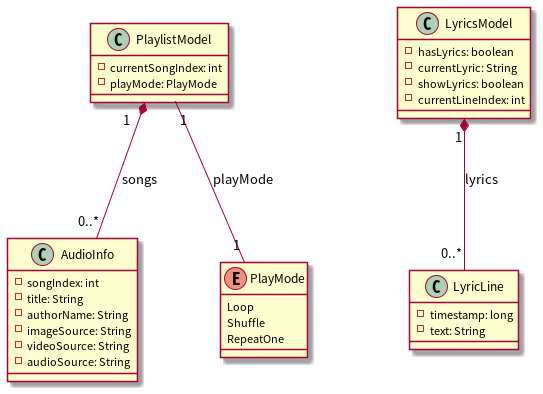 C PlaylistModel
currentSongIndex: int
playMode: PlayMode
1
1
songs
playMode
0..*
1
C AudioInfo
songIndex: int
title: String
authorName: String
imageSource: String
videoSource: String
audioSource: String
E PlayMode
Loop
Shuffle
RepeatOne
C LyricsModel
hasLyrics: boolean
currentLyric: String
showLyrics: boolean
currentLineIndex: int
1
lyrics
0..*
C LyricLine
timestamp: long
text: String